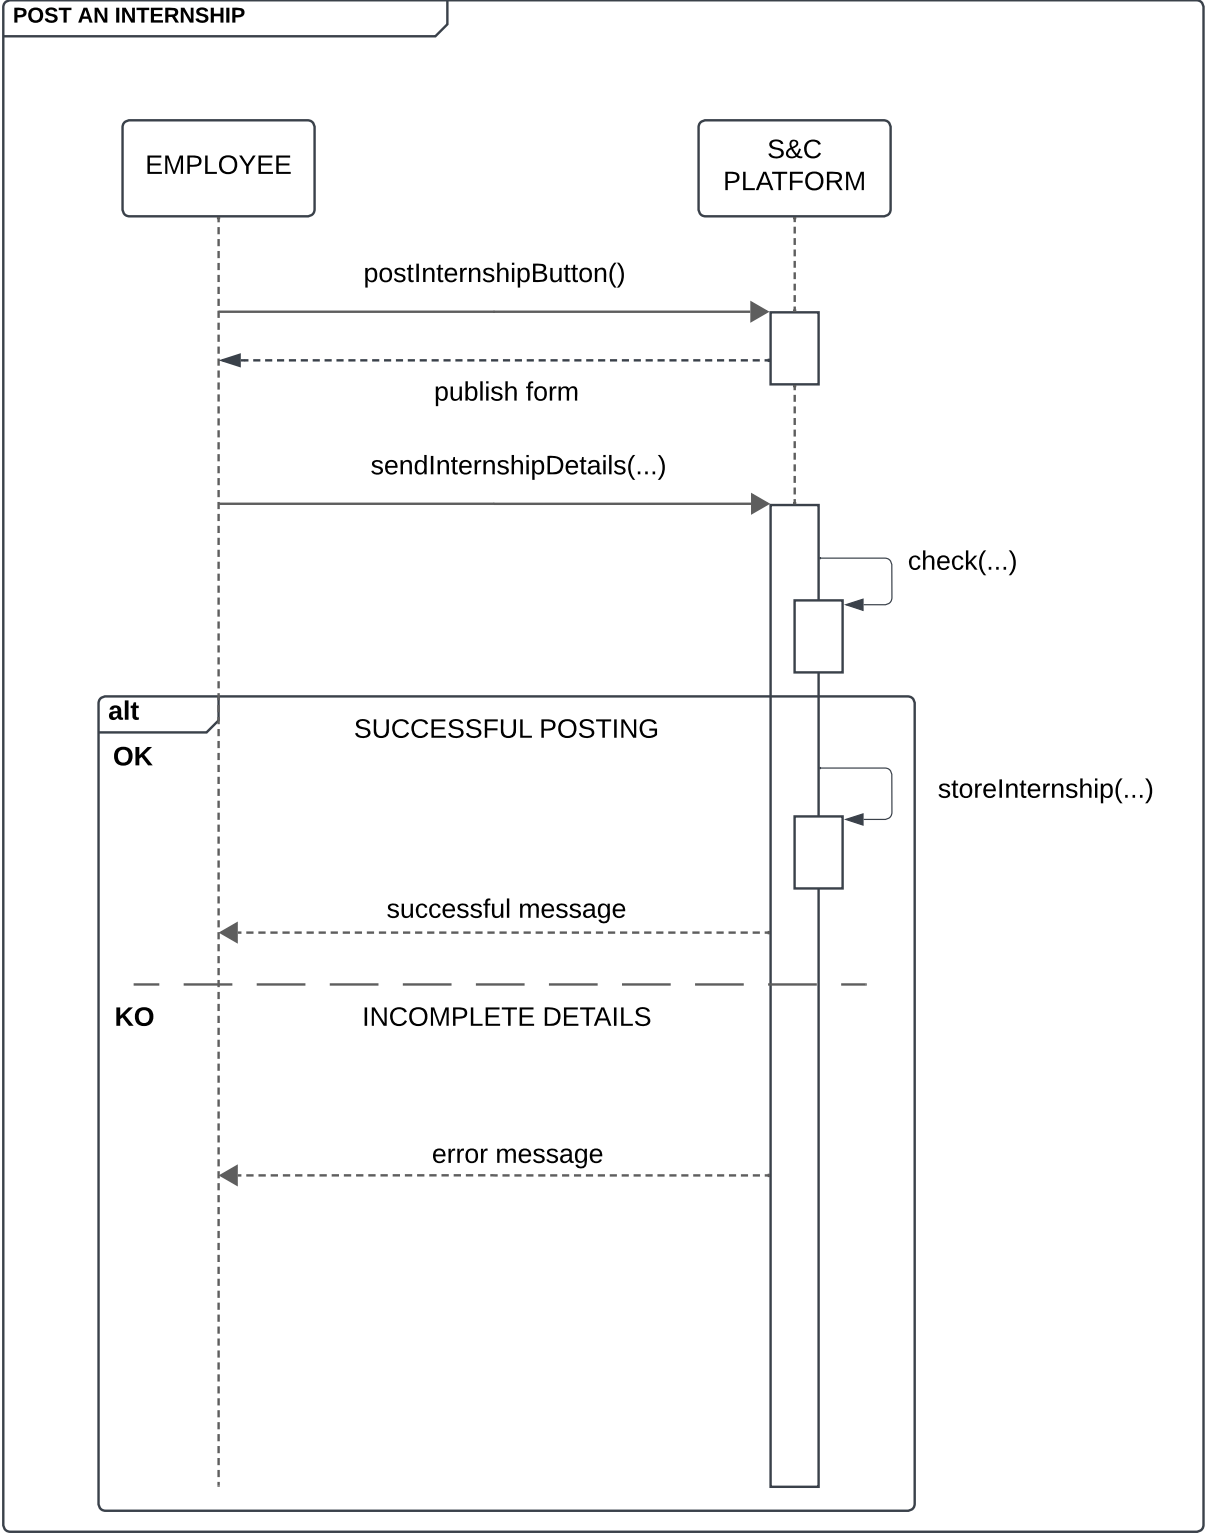 POST AN INTERNSHIP
EMPLOYEE
S&C
PLATFORM
postInternshipButton()
publish form
sendInternshipDetails(...)
check(...)
alt
SUCCESSFUL POSTING
OK
storeInternship(...)
successful message
KO
INCOMPLETE DETAILS
error message